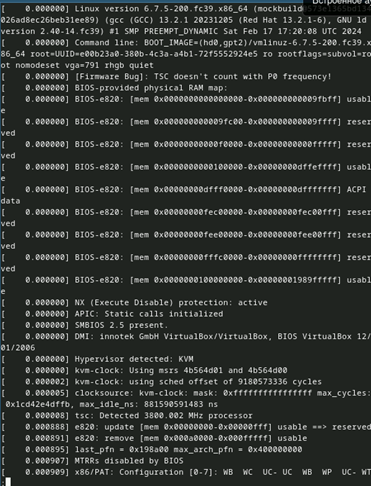 Встроенное
[    0.000000] Linux version 6.7.5-200.fc39.x86_64 (mockbuild
026ad8ec26beb31ee89) (gcc (GCC) 13.2.1 20231205 (Red Hat 13.2.1-6), GNU ld
version 2.40-14.fc39) #1 SMP PREEMPT_DYNAMIC Sat Feb 17 17:20:08 UTC 2024
[    0.000000] Command line: BOOT_IMAGE=(hd0,gpt2)/vmlinuz-6.7.5-200.fc39.x
86_64 root=UUID=e00b23a0-380b-4c3a-a4b1-72f5552924e5 ro rootflags=subvol=ro
ot nomodeset vga=791 rhgb quiet
[    0.000000] [Firmware Bug]: TSC doesn't count with P0 frequency!
[    0.000000] BIOS-provided physical RAM map:
[    0.000000] BIOS-e820: [mem 0x0000000000000000-0x000000000009fbff] usabl
e
[    0.000000] BIOS-e820: [mem 0x000000000009fc00-0x000000000009ffff] reser
ved
[    0.000000] BIOS-e820: [mem 0x00000000000f0000-0x00000000000fffff] reser
ved
[    0.000000] BIOS-e820: [mem 0x0000000000100000-0x00000000dffeffff] usabl
e
[    0.000000] BIOS-e820: [mem 0x00000000dfff0000-0x00000000dfffffff] ACPI
data
[    0.000000] BIOS-e820: [mem 0x00000000fec00000-0x00000000fec00fff] reser
ved
[    0.000000] BIOS-e820: [mem 0x00000000fee00000-0x00000000fee00fff] reser
ved
[    0.000000] BIOS-e820: [mem 0x00000000fffc0000-0x00000000ffffffff] reser
ved
[    0.000000] BIOS-e820: [mem 0x0000000100000000-0x00000001989fffff] usabl
e
[    0.000000] NX (Execute Disable) protection: active
[    0.000000] APIC: Static calls initialized
[    0.000000] SMBIOS 2.5 present.
[    0.000000] DMI: innotek GmbH VirtualBox/VirtualBox, BIOS VirtualBox 12/
01/2006
[    0.000000] Hypervisor detected: KVM
[    0.000000] kvm-clock: Using msrs 4b564d01 and 4b564d00
[    0.000002] kvm-clock: using sched offset of 9180573336 cycles
[    0.000005] clocksource: kvm-clock: mask: 0xffffffffffffffff max_cycles:
0x1cd42e4dffb, max_idle_ns: 881590591483 ns
[    0.000008] tsc: Detected 3800.002 MHz processor
[    0.000888] e820: update [mem 0x00000000-0x00000fff] usable ==> reserved
[    0.000891] e820: remove [mem 0x000a0000-0x000fffff] usable
[    0.000895] last_pfn = 0x198a00 max_arch_pfn = 0x400000000
[    0.000907] MTRRs disabled by BIOS
[    0.000909] x86/PAT: Configuration [0-7]: WB  WC  UC- UC  WB  WP  UC- WT